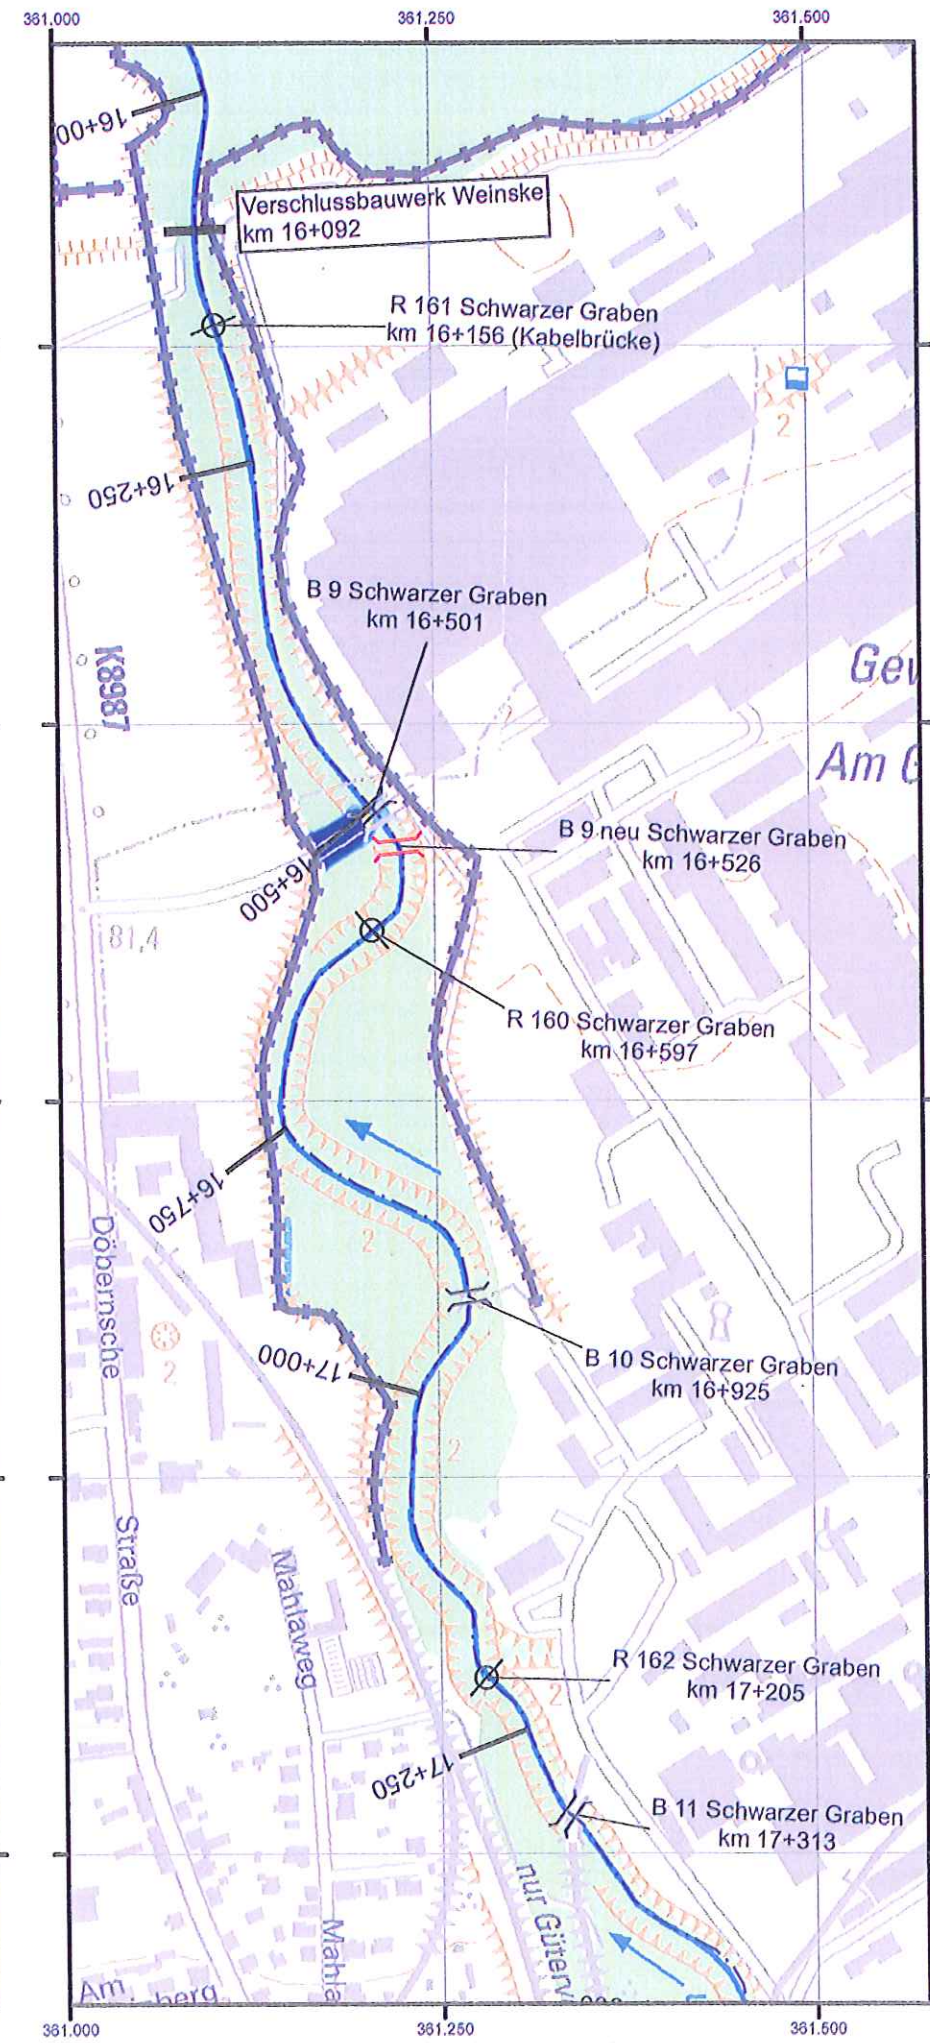 361.000
361.250
361.500
16+00
Verschlussbauwerk Weinske
km 16+092
R 161 Schwarzer Graben
km 16+156 (Kabelbrücke)
2
16+250
B 9 Schwarzer Graben
km 16+501
K8987
Gew
Am G
B 9 neu Schwarzer Graben
km 16+526
16+500
81,4
R 160 Schwarzer Graben
km 16+597
16+750
2
Döbernsche
2
17+000
B 10 Schwarzer Graben
km 16+925
2
Straße
Mahlaweg
R 162 Schwarzer Graben
km 17+205
2
17+250
B 11 Schwarzer Graben
km 17+313
nur Güterv
Mahla
Am
berg
361.000
361.250
361.500